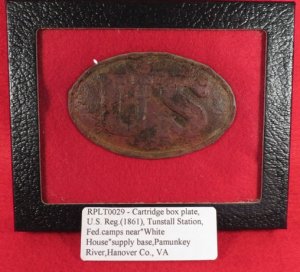 US
RPLT0029 - Cartridge box plate,
U.S. Reg.(1861), Tunstall Station,
Fed.camps near"White
House"supply base,Pamunkey
River,Hanover Co., VA